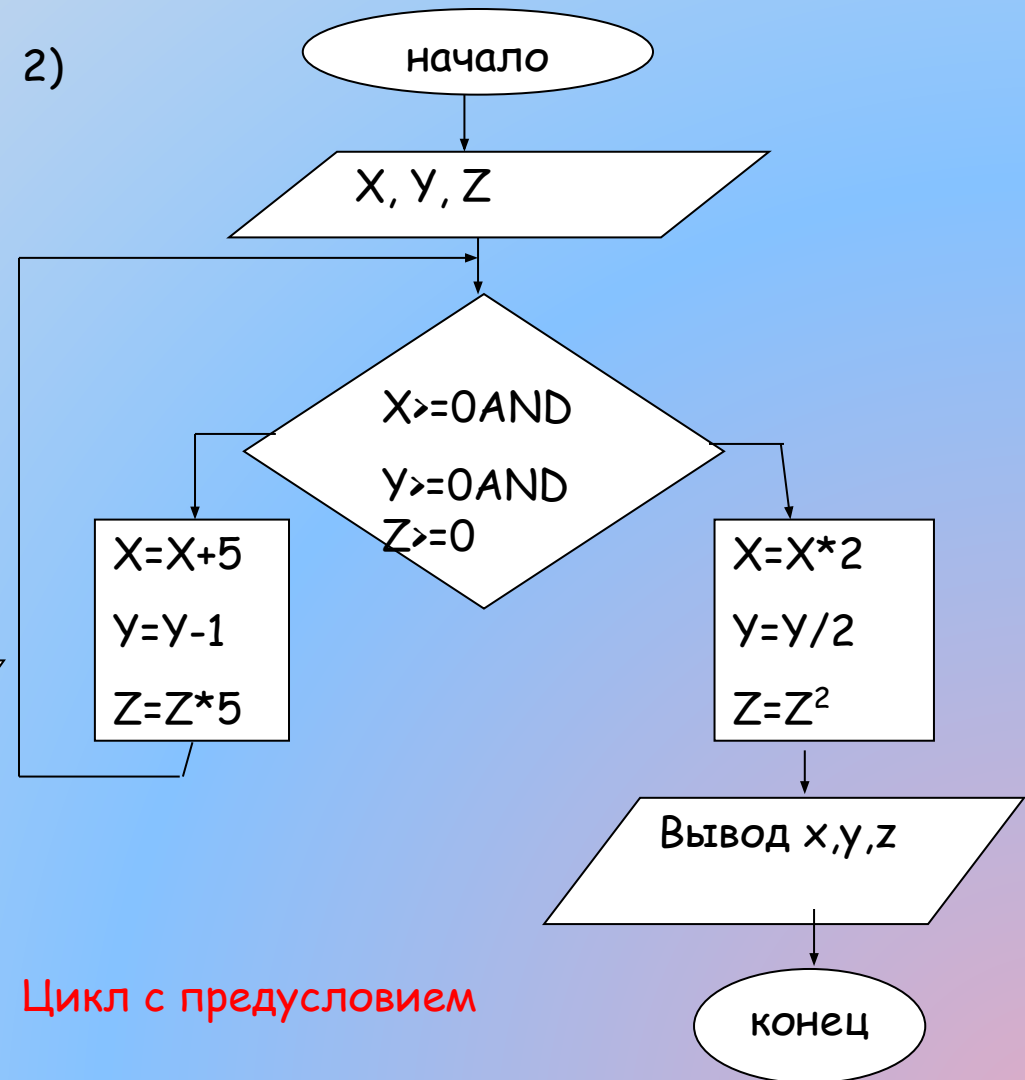 2)
начало
X, Y, Z
X>=0AND
Y>=0AND
Z>=0
X=X+5
Y=Y-1
Z=Z*5
X=X*2
Y=Y/2
Z=Z²
Вывод x,y,z
Цикл с предусловием
конец